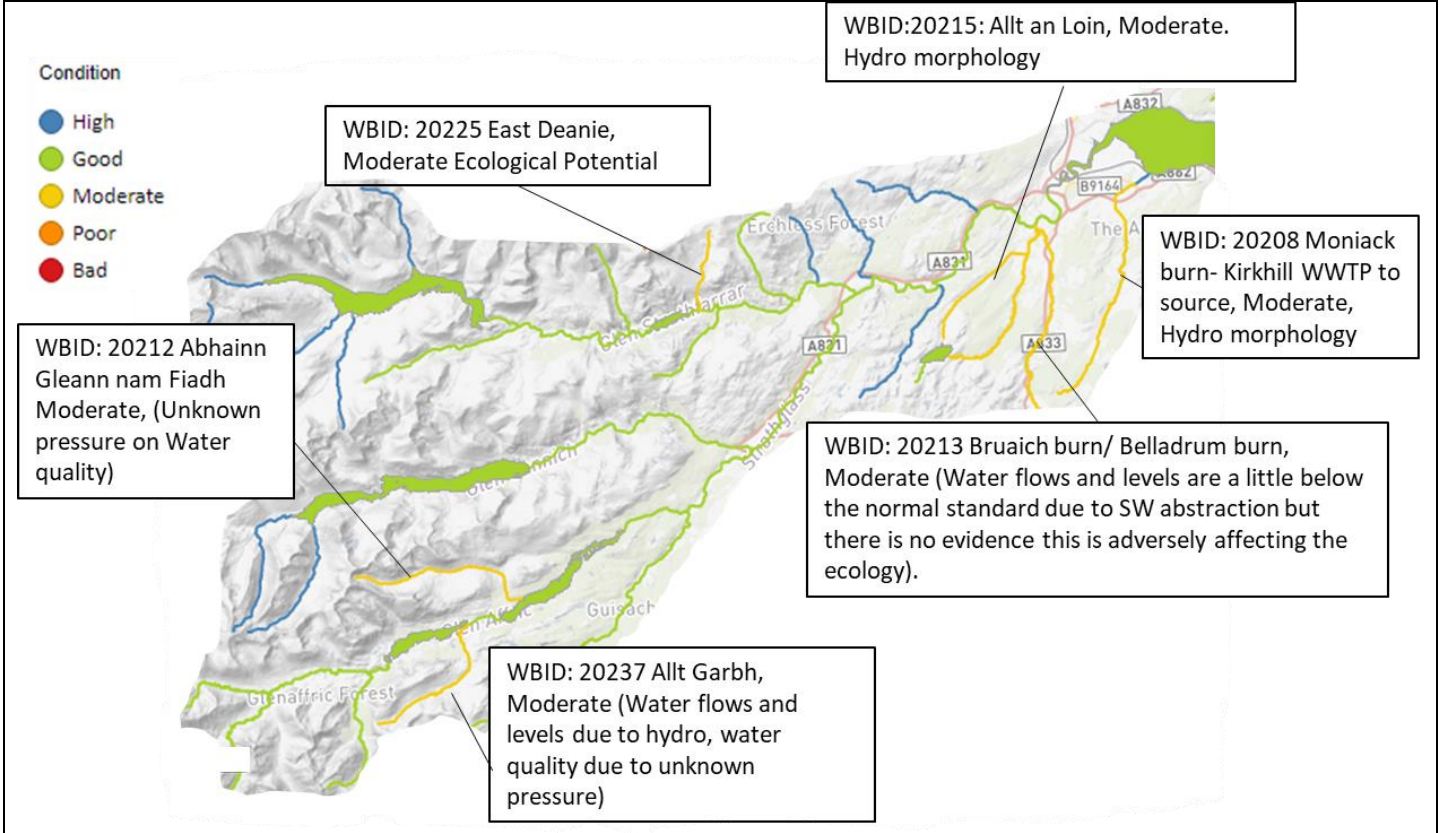 WBID:20215: Allt an Loin, Moderate.
Hydro morphology
Condition
High
Good
Moderate
Poor
Bad
WBID: 20225 East Deanie,
Moderate Ecological Potential
A832
A862
B9164
Erchless Forest
The A
A831
WBID: 20208 Moniack
burn- Kirkhill WWTP to
source, Moderate,
Hydro morphology
Glen Strathfarrar
A831
A833
WBID: 20212 Abhainn
Gleann nam Fiadh
Moderate, (Unknown
pressure on Water
quality)
Strathglass
WBID: 20213 Bruaich burn/ Belladrum burn,
Moderate (Water flows and levels are a little below
the normal standard due to SW abstraction but
there is no evidence this is adversely affecting the
ecology).
Guisach
Glen Affric
Glenaffric Forest
WBID: 20237 Allt Garbh,
Moderate (Water flows and
levels due to hydro, water
quality due to unknown
pressure)